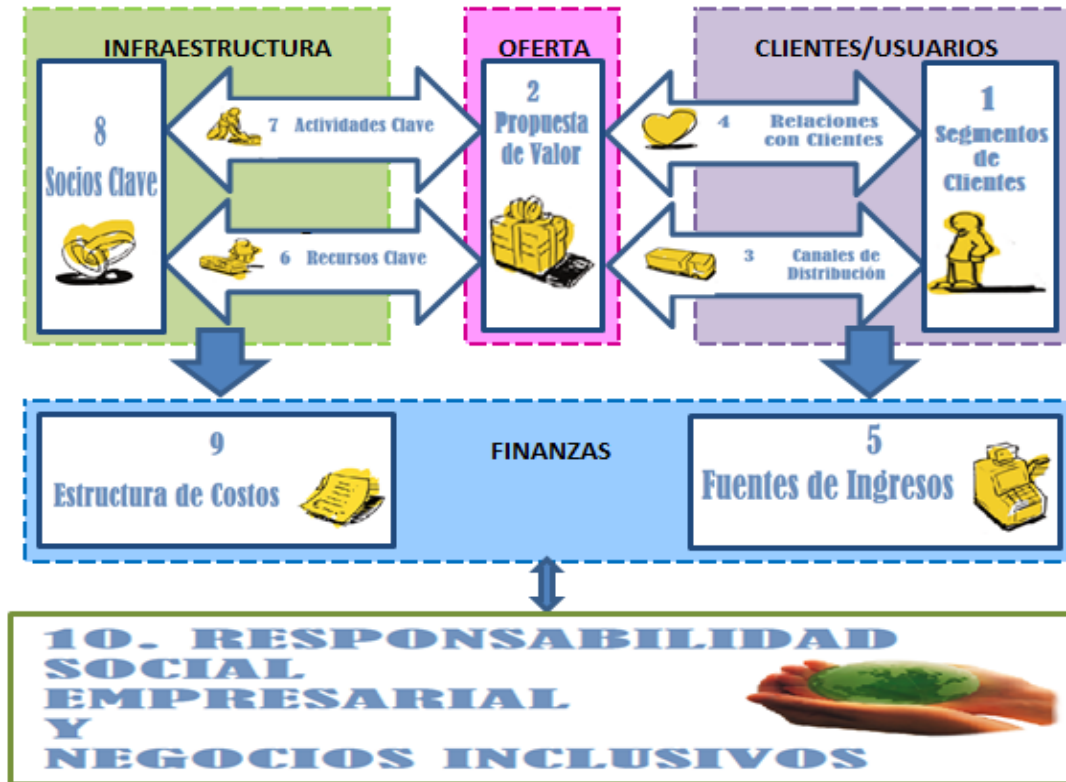 INFRAESTRUCTURA
OFERTA
CLIENTES/USUARIOS
8
Socios Clave
7 Actividades Clave
6 Recursos Clave
2
Propuesta
de Valor
4 Relaciones
con Clientes
3 Canales de
Distribución
1
Segmentos
de
Clientes
9
Estructura de Costos
FINANZAS
5
Fuentes de Ingresos
10. RESPONSABILIDAD
SOCIAL
EMPRESARIAL
Y
NEGOCIOS INCLUSIVOS